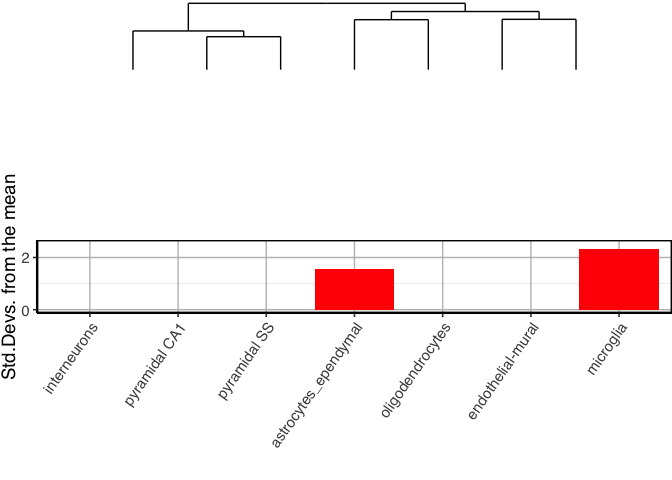 Std.Devs. from the mean
2
0
interneurons
pyramidal CA1
pyramidal SS
astrocytes_ependymal
oligodendrocytes
endothelial-mural
microglia